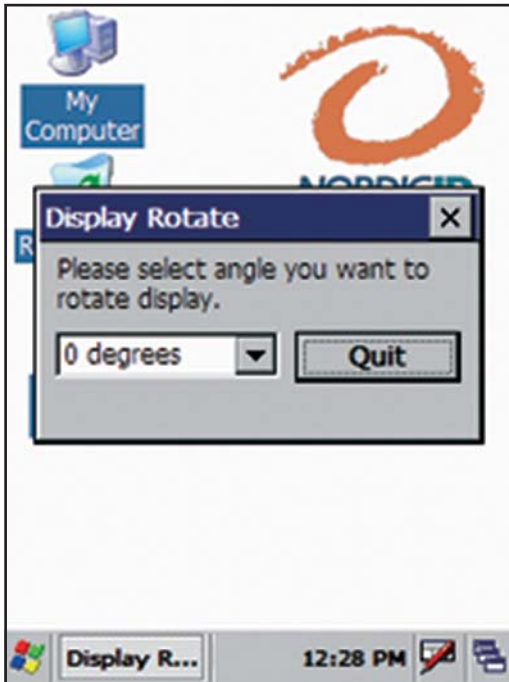 My
Computer
NORDICID
R
Display Rotate
Please select angle you want to
rotate display.
0 degrees
Quit
Display R...
12:28 PM